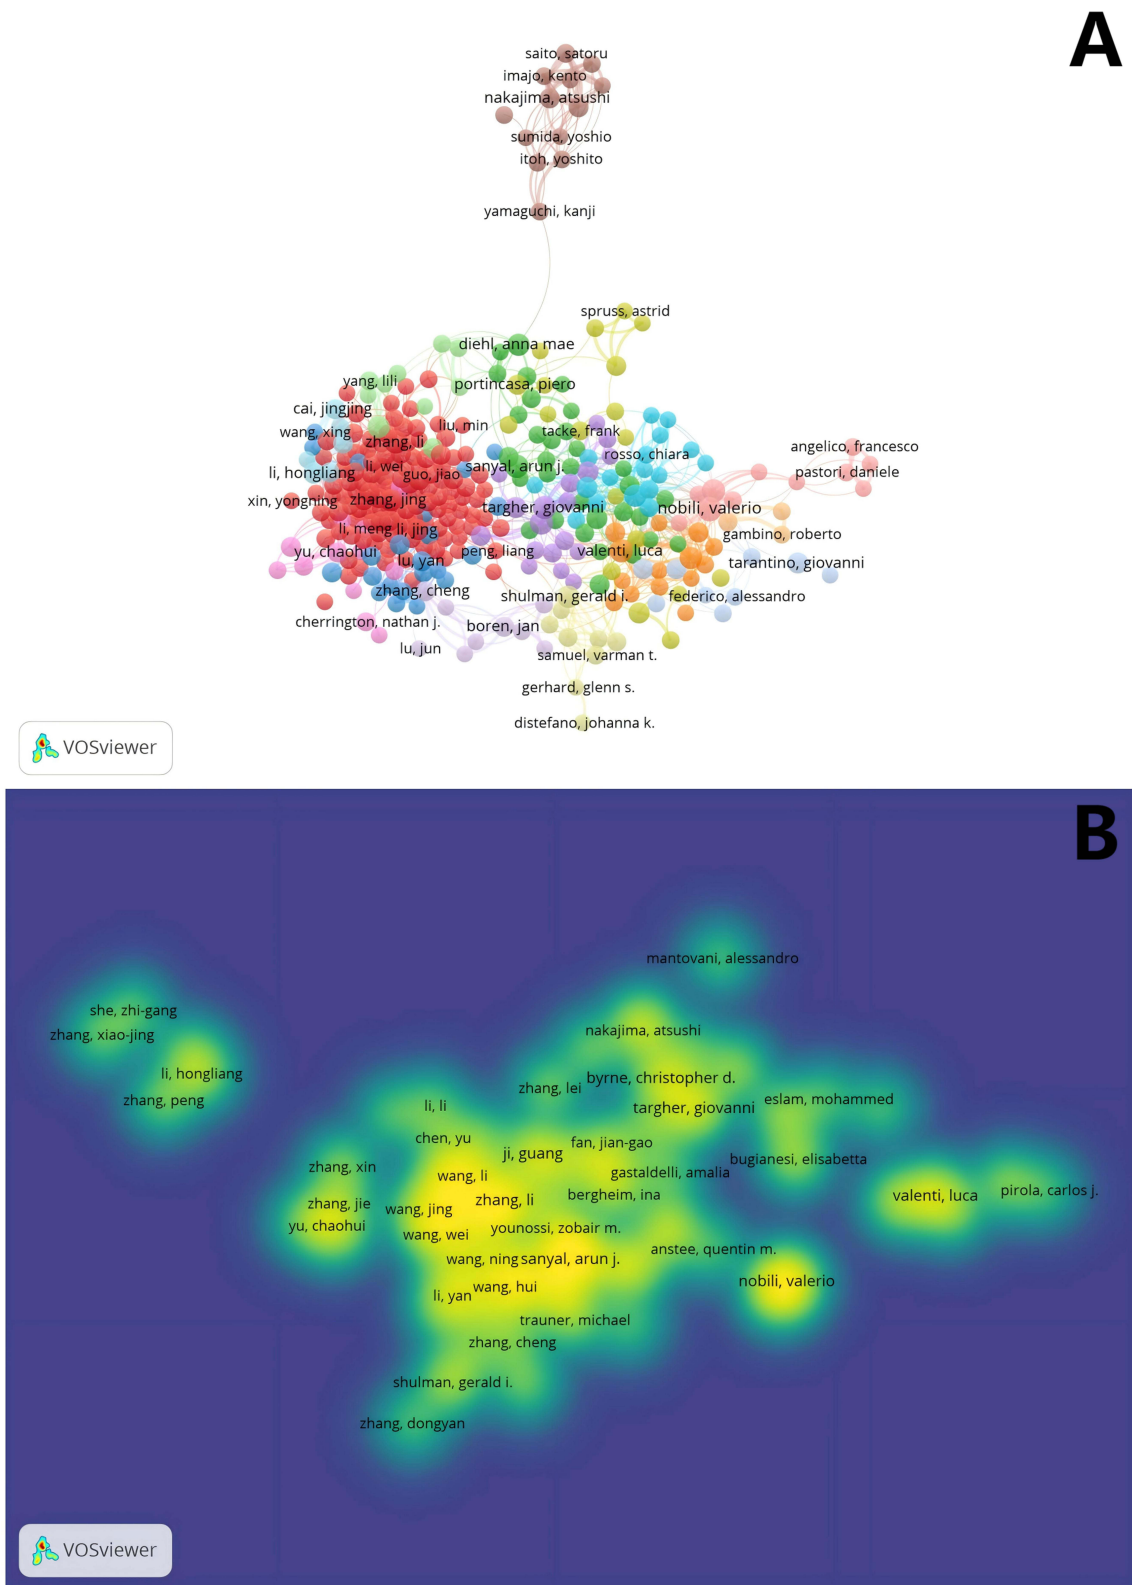 A
saito, satoru
imajo, kento
nakajima, atsushi
sumida, yoshio
itoh, yoshito
yamaguchi, kanji
spruss, astrid
diehl, anna mae
yang, lili
portincasa, piero
cai, jingjing
liu, min
wang, xing
tacke, frank
zhang, li
angelico, francesco
rosso, chiara
li, wei
sanyal, arun j.
li, hongliang
guo, jiao
pastori, daniele
xin, yongning
zhang, jing
targher, giovanni
nobili, valerio
li, meng
li, jing
gambino, roberto
yu, chaohui
peng, liang
valenti, luca
lu, yan
tarantino, giovanni
zhang, cheng
shulman, gerald i.
federico, alessandro
cherrington, nathan j.
boren, jan
lu, jun
samuel, varman t.
gerhard, glenn s.
distefano, johanna k.
VOSviewer
B
mantovani, alessandro
she, zhi-gang
nakajima, atsushi
zhang, xiao-jing
li, hongliang
byrne, christopher d.
zhang, lei
zhang, peng
eslam, mohammed
li, li
targher, giovanni
chen, yu
fan, jian-gao
ji, guang
bugianesi, elisabetta
zhang, xin
gastaldelli, amalia
wang, li
pirola, carlos j.
bergheim, ina
valenti, luca
zhang, li
zhang, jie
wang, jing
yu, chaohui
younossi, zobair m.
wang, wei
anstee, quentin m.
wang, ning
sanyal, arun j.
nobili, valerio
wang, hui
li, yan
trauner, michael
zhang, cheng
shulman, gerald i.
zhang, dongyan
VOSviewer